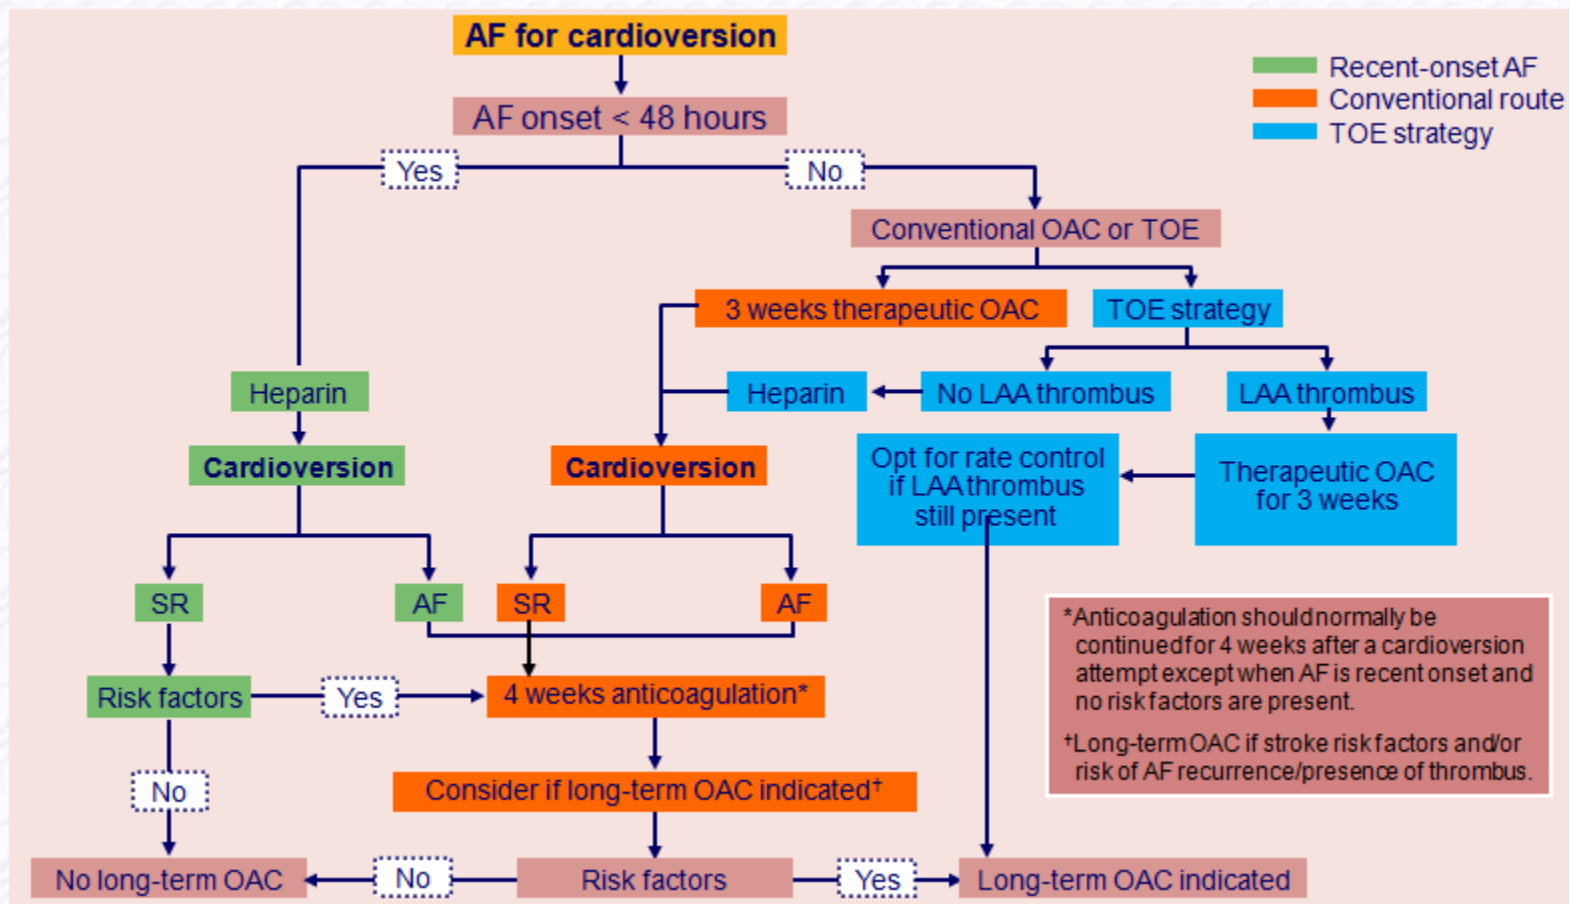 AF for cardioversion
Recent-onset AF
Conventional route
TOE strategy
AF onset < 48 hours
Yes
No
Conventional OAC or TOE
3 weeks therapeutic OAC
TOE strategy
Heparin
Heparin
No LAA thrombus
LAA thrombus
Cardioversion
Cardioversion
Opt for rate control
if LAA thrombus
still present
Therapeutic OAC
for 3 weeks
SR
AF
SR
AF
*Anticoagulation should normally be
continued for 4 weeks after a cardioversion
attempt except when AF is recent onset and
no risk factors are present.
†Long-term OAC if stroke risk factors and/or
risk of AF recurrence/presence of thrombus.
Risk factors
Yes
4 weeks anticoagulation*
No
Consider if long-term OAC indicated†
No long-term OAC
No
Risk factors
Yes
Long-term OAC indicated